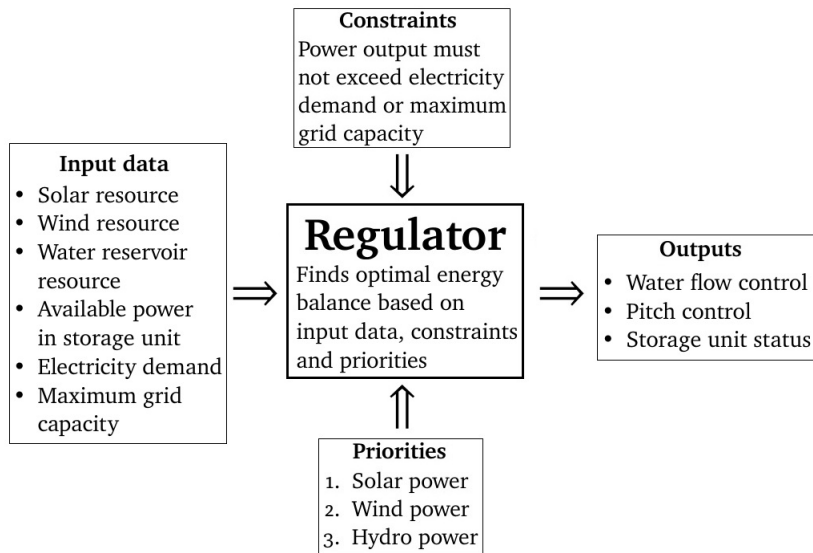 Constraints
Power output must
not exceed electricity
demand or maximum
grid capacity
Input data
• Solar resource
• Wind resource
• Water reservoir
resource
• Available power
in storage unit
• Electricity demand
• Maximum grid
capacity
Regulator
Finds optimal energy
balance based on
input data, constraints
and priorities
Outputs
• Water flow control
• Pitch control
• Storage unit status
Priorities
1. Solar power
2. Wind power
3. Hydro power